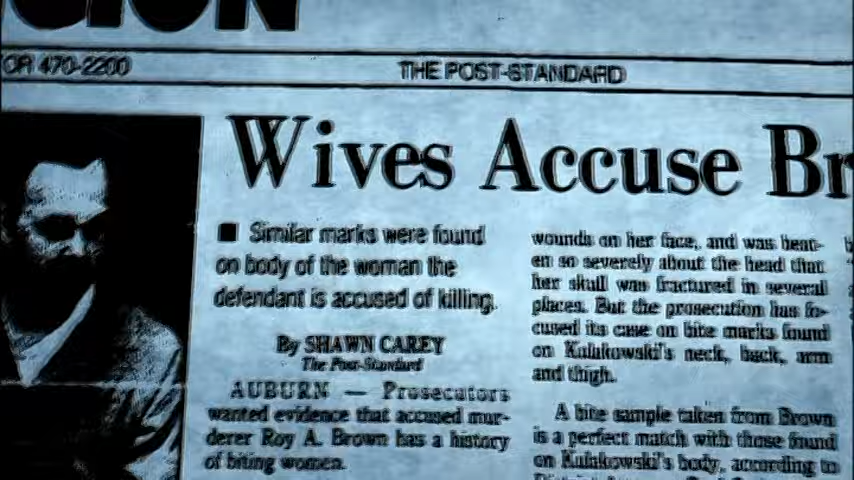 GION
OR 470-2200
THE POST-STANDARD
Wives Accuse Br
■ Similar marks were found
on body of the woman the
defendant is accused of killing.
By SHAWN CAREY
The Post-Standard
AUBURN — Prosecutors
wanted evidence that accused mur-
derer Roy A. Brown has a history
of biting women.
wounds on her face, and was beat-
en so severely about the head that
her skull was fractured in several
places. But the prosecution has fo-
cused its case on bite marks found
on Kulakowski's neck, back, arm
and thigh.
A bite sample taken from Brown
is a perfect match with those found
on Kulakowski's body, according to